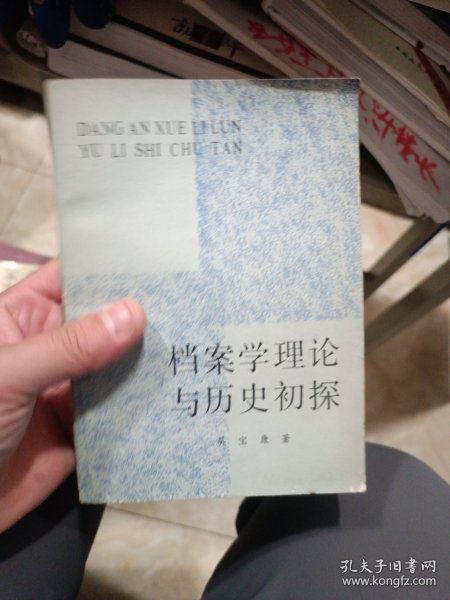 DANG AN XUE LI LUN
YU LI SHI CHU TAN
档案学理论
与历史初探
吴宝康著
孔夫子旧书网
www.kongfz.com